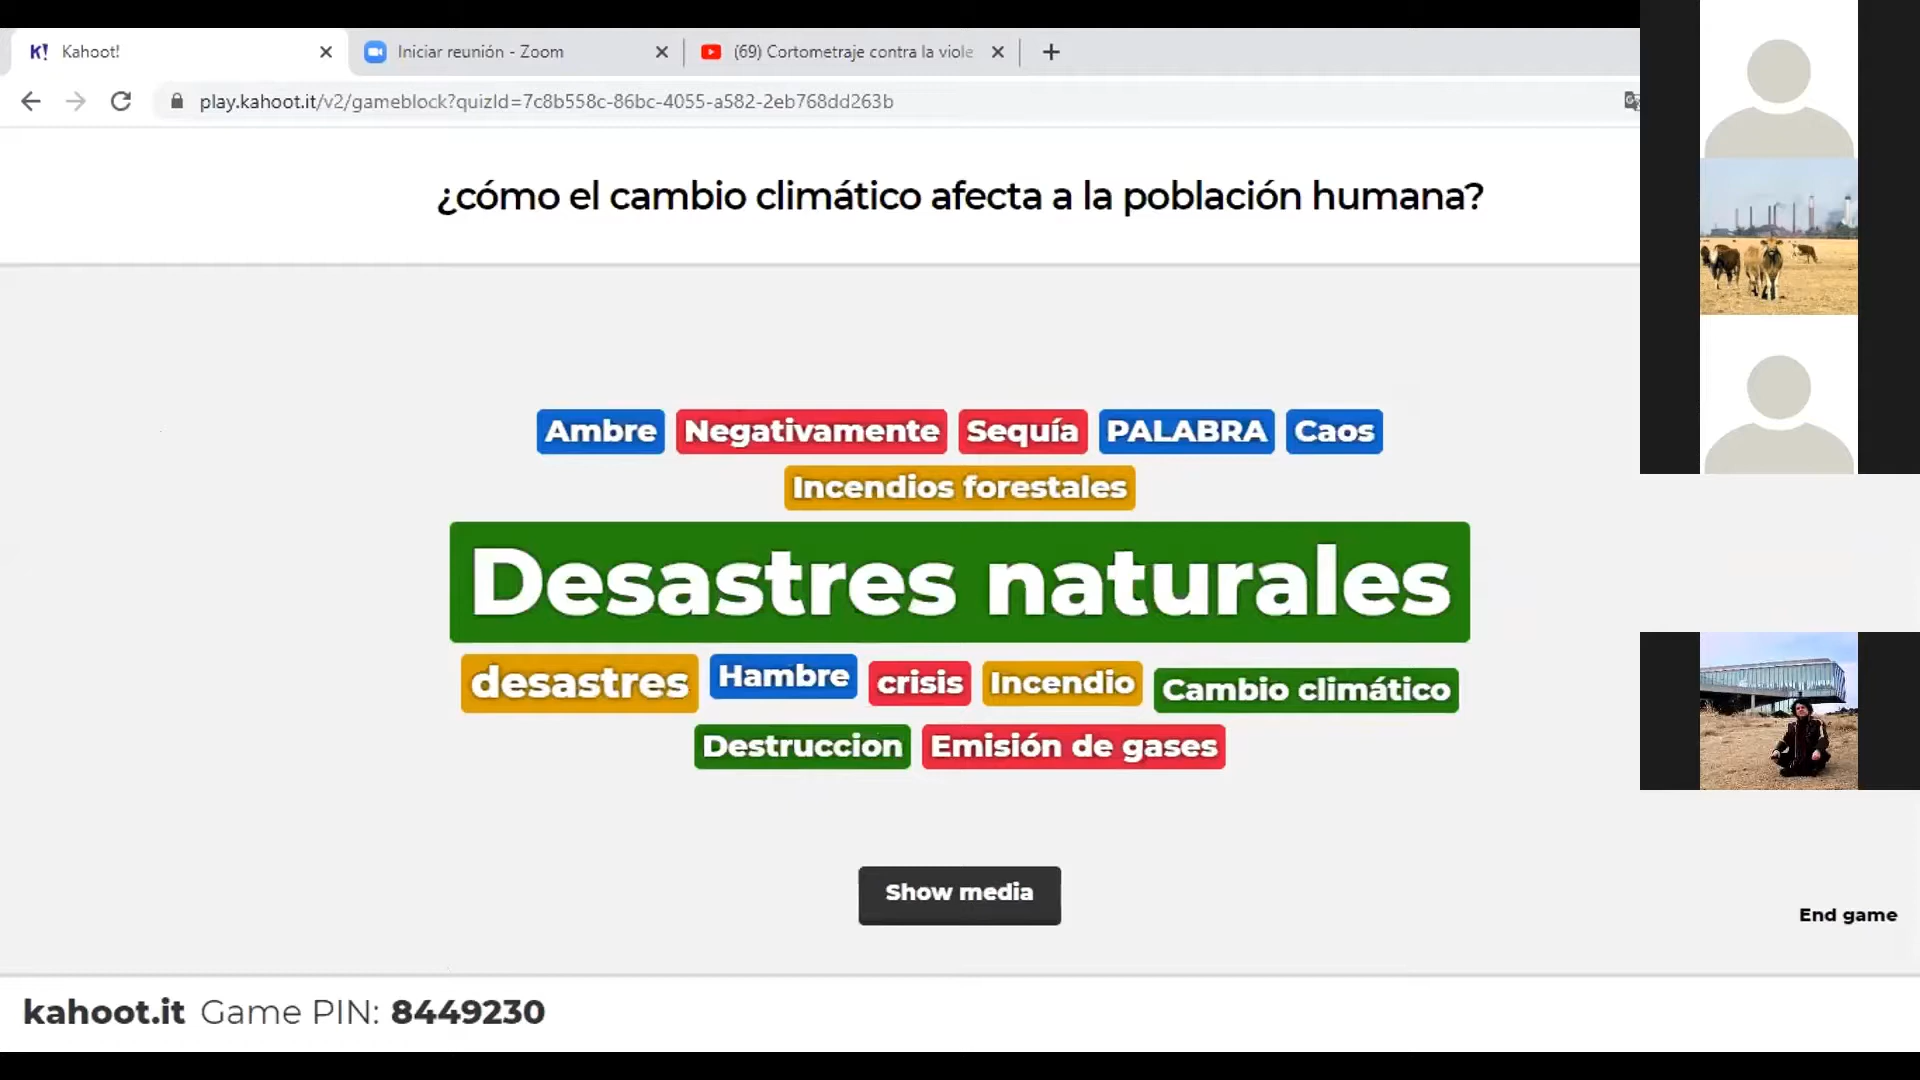 K! Kahoot!
Iniciar reunión - Zoom
(69) Cortometraje contra la viole
play.kahoot.it/v2/gameblock?quizId=7c8b558c-86bc-4055-a582-2eb768dd263b
¿cómo el cambio climático afecta a la población humana?
Ambre Negativamente Sequía PALABRA Caos
Incendios forestales
Desastres naturales
desastres Hambre crisis Incendio Cambio climático
Destruccion Emisión de gases
Show media
End game
kahoot.it Game PIN: 8449230